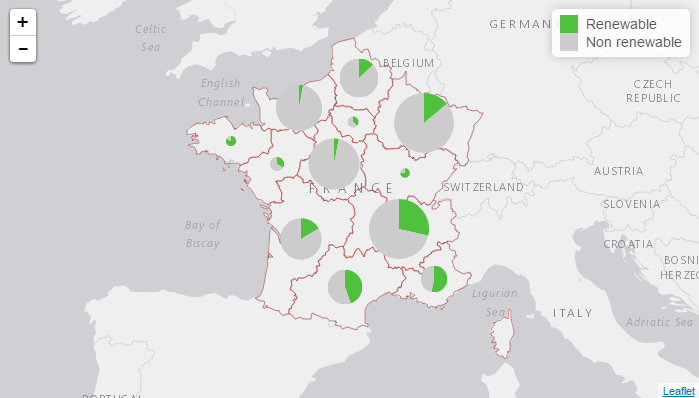 +
−
Celtic
Sea
English
Channel
BELGIUM
GERMANY
Renewable
Non renewable
CZECH
REPUBLIC
AUSTRIA
SWITZERLAND
FRANCE
SLOVENIA
CROATIA
Bay of
Biscay
BOSNI
HERZEG
Ligurian
Sea
ITALY
Adriatic Sea
PORTUGAL
Leaflet